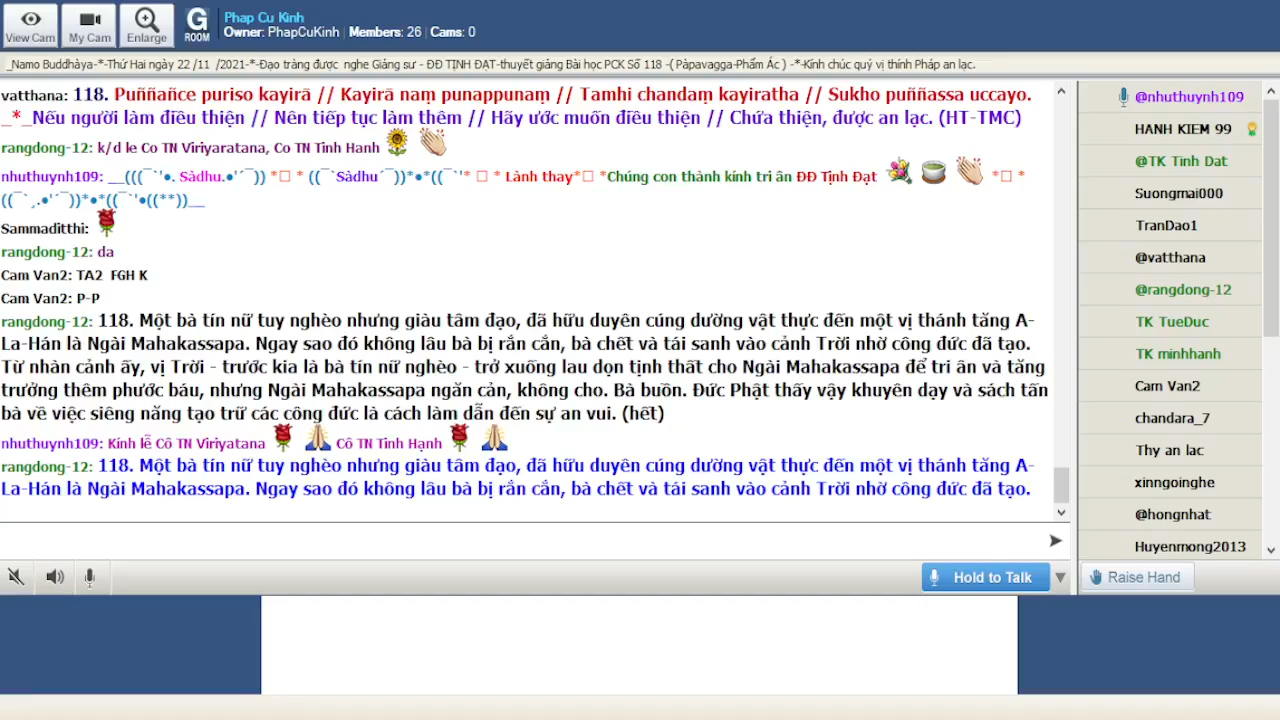 View Cam
My Cam
Enlarge
G
ROOM
Phap Cu Kinh
Owner: PhapCuKinh | Members: 26 | Cams: 0
_Namo Buddhàya-*-Thứ Hai ngày 22 /11 /2021-*-Đạo tràng được nghe Giảng sư - ĐĐ TỊNH ĐẠT-thuyết giảng Bài học PCK Số 118 -( Pàpavagga-Phẩm Ác ) -*-Kính chúc quý vị thính Pháp an lạc.
vatthana: 118. Puññañce puriso kayirā // Kayirā naṃ punappunaṃ // Tamhi chandaṃ kayiratha // Sukho puññassa uccayo.
_*_Nếu người làm điều thiện // Nên tiếp tục làm thêm // Hãy ước muốn điều thiện // Chứa thiện, được an lạc. (HT-TMC)
rangdong-12: k/d le Co TN Viriyaratana, Co TN Tinh Hanh
nhuthuynh109: __(((¯`'•. Sàdhu.•'´¯)) *☐ * ((¯`Sàdhu´¯))*•*((¯`'* ☐ * Lành thay*☐ *Chúng con thành kính tri ân ĐĐ Tịnh Đạt *☐ *
((¯`¸.•'´¯))*•*((¯`'•((**))__
Sammaditthi:
rangdong-12: da
Cam Van2: TA2 FGH K
Cam Van2: P-P
rangdong-12: 118. Một bà tín nữ tuy nghèo nhưng giàu tâm đạo, đã hữu duyên cúng dường vật thực đến một vị thánh tăng A-
La-Hán là Ngài Mahakassapa. Ngay sao đó không lâu bà bị rắn cắn, bà chết và tái sanh vào cảnh Trời nhờ công đức đã tạo.
Từ nhàn cảnh ấy, vị Trời - trước kia là bà tín nữ nghèo - trở xuống lau dọn tịnh thất cho Ngài Mahakassapa để tri ân và tăng
trưởng thêm phước báu, nhưng Ngài Mahakassapa ngăn cản, không cho. Bà buồn. Đức Phật thấy vậy khuyên dạy và sách tấn
bà về việc siêng năng tạo trữ các công đức là cách làm dẫn đến sự an vui. (hết)
nhuthuynh109: Kính lễ Cô TN Viriyatana Cô TN Tinh Hạnh
rangdong-12: 118. Một bà tín nữ tuy nghèo nhưng giàu tâm đạo, đã hữu duyên cúng dường vật thực đến một vị thánh tăng A-
La-Hán là Ngài Mahakassapa. Ngay sao đó không lâu bà bị rắn cắn, bà chết và tái sanh vào cảnh Trời nhờ công đức đã tạo.
@nhuthuynh109
HANH KIEM 99
@TK Tinh Dat
Suongmai000
TranDao1
@vatthana
@rangdong-12
TK TueDuc
TK minhhanh
Cam Van2
chandara_7
Thy an lac
xinngoinghe
@hongnhat
Huyenmong2013
Hold to Talk
Raise Hand